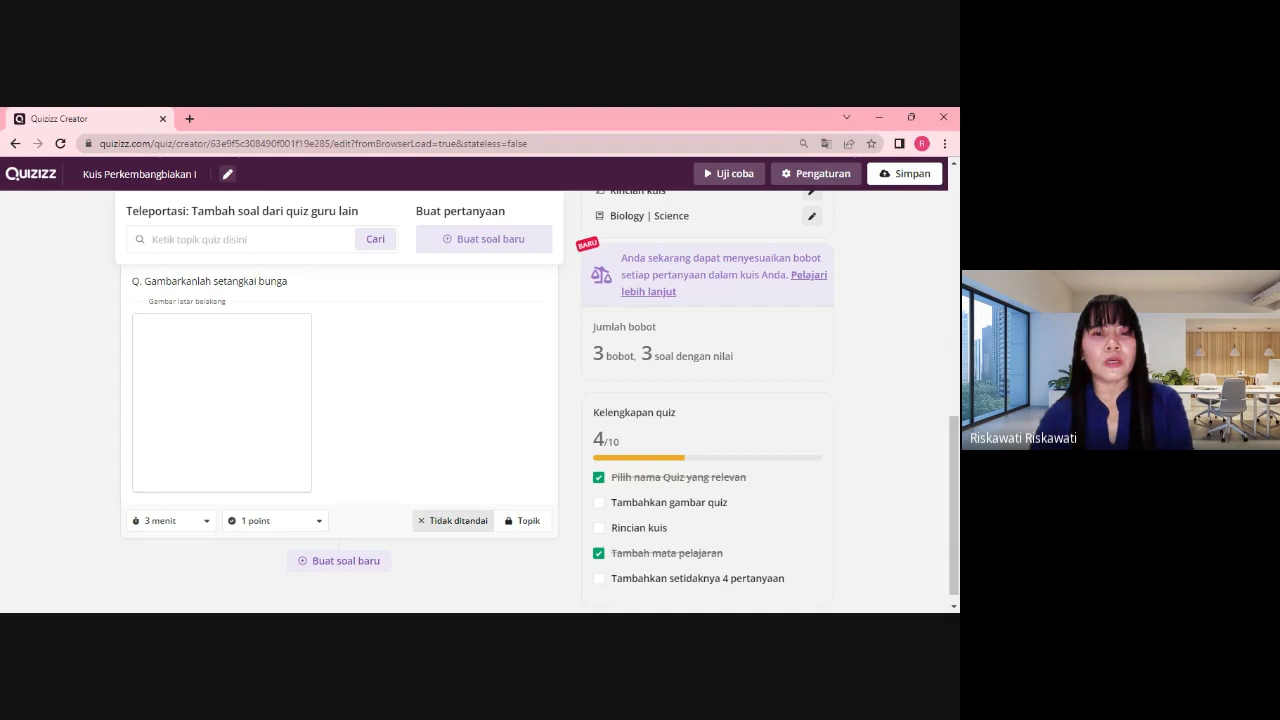 Quizizz Creator
quizizz.com/quiz/creator/63e9f5c308490f001f19e285/edit?fromBrowserLoad=true&stateless=false
R
QUIZIZZ
Kuis Perkembangbiakan I
Uji coba
Pengaturan
Simpan
Teleportasi: Tambah soal dari quiz guru lain
Buat pertanyaan
Ketik topik quiz disini
Cari
Buat soal baru
Q. Gambarkanlah setangkai bunga
Gambar latar belakang
3 menit
1 point
Tidak ditandai
Topik
Buat soal baru
Rincian kuis
Biology | Science
BARU
Anda sekarang dapat menyesuaikan bobot
setiap pertanyaan dalam kuis Anda. Pelajari
lebih lanjut
Jumlah bobot
3 bobot, 3 soal dengan nilai
Kelengkapan quiz
4/10
Pilih nama Quiz yang relevan
Tambahkan gambar quiz
Rincian kuis
Tambah mata pelajaran
Tambahkan setidaknya 4 pertanyaan
Riskawati Riskawati